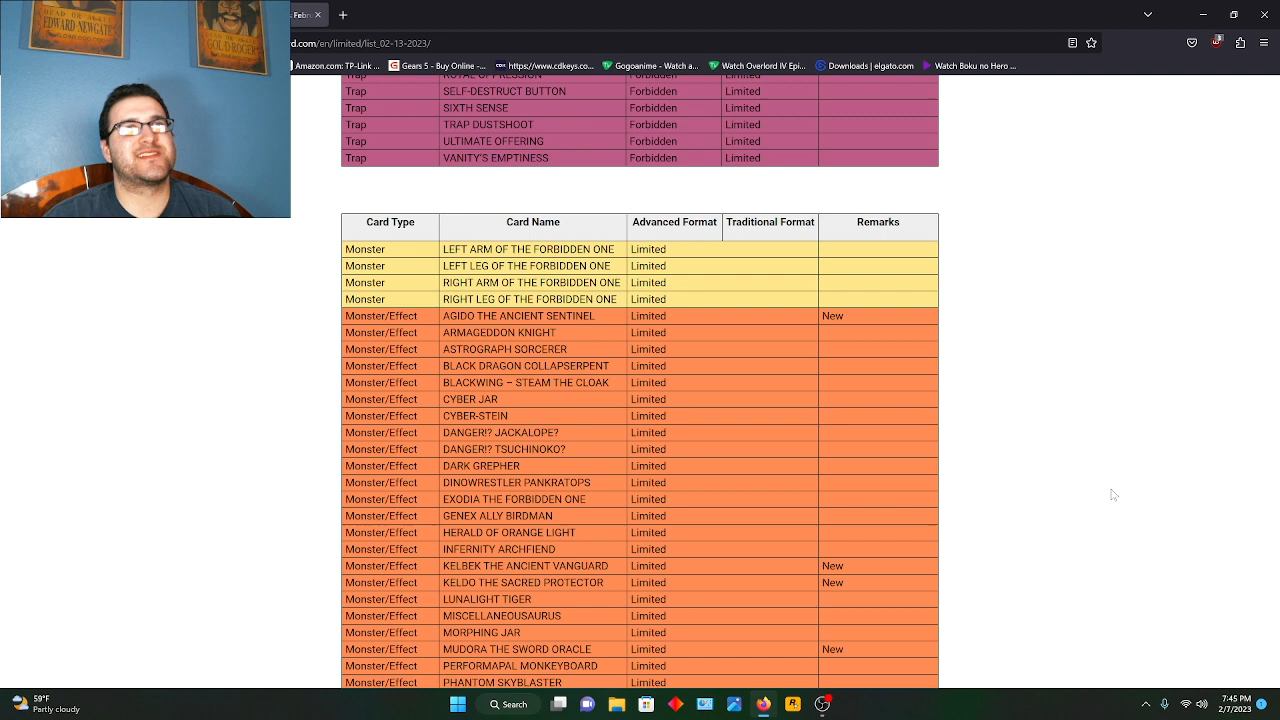 DEAD OR ALIVE
EDWARD·NEWGATE
DEAD OR ALIVE
GOL·D·ROGER
Febr
d.com/en/limited/list_02-13-2023/
Amazon.com: TP-Link ...
Gears 5 - Buy Online -...
https://www.cdkeys.co...
Gogoanime - Watch a...
Watch Overlord IV Epi...
Downloads | elgato.com
Watch Boku no Hero ...
Trap ROYAL OPPRESSION Forbidden Limited
Trap SELF-DESTRUCT BUTTON Forbidden Limited
Trap SIXTH SENSE Forbidden Limited
Trap TRAP DUSTSHOOT Forbidden Limited
Trap ULTIMATE OFFERING Forbidden Limited
Trap VANITY'S EMPTINESS Forbidden Limited
Card Type Card Name Advanced Format Traditional Format Remarks
Monster LEFT ARM OF THE FORBIDDEN ONE Limited
Monster LEFT LEG OF THE FORBIDDEN ONE Limited
Monster RIGHT ARM OF THE FORBIDDEN ONE Limited
Monster RIGHT LEG OF THE FORBIDDEN ONE Limited
Monster/Effect AGIDO THE ANCIENT SENTINEL Limited New
Monster/Effect ARMAGEDDON KNIGHT Limited
Monster/Effect ASTROGRAPH SORCERER Limited
Monster/Effect BLACK DRAGON COLLAPSERPENT Limited
Monster/Effect BLACKWING – STEAM THE CLOAK Limited
Monster/Effect CYBER JAR Limited
Monster/Effect CYBER-STEIN Limited
Monster/Effect DANGER!? JACKALOPE? Limited
Monster/Effect DANGER!? TSUCHINOKO? Limited
Monster/Effect DARK GREPHER Limited
Monster/Effect DINOWRESTLER PANKRATOPS Limited
Monster/Effect EXODIA THE FORBIDDEN ONE Limited
Monster/Effect GENEX ALLY BIRDMAN Limited
Monster/Effect HERALD OF ORANGE LIGHT Limited
Monster/Effect INFERNITY ARCHFIEND Limited
Monster/Effect KELBEK THE ANCIENT VANGUARD Limited New
Monster/Effect KELDO THE SACRED PROTECTOR Limited New
Monster/Effect LUNALIGHT TIGER Limited
Monster/Effect MISCELLANEOUSAURUS Limited
Monster/Effect MORPHING JAR Limited
Monster/Effect MUDORA THE SWORD ORACLE Limited New
Monster/Effect PERFORMAPAL MONKEYBOARD Limited
Monster/Effect PHANTOM SKYBLASTER Limited
59°F
Partly cloudy
Search
7:45 PM
2/7/2023